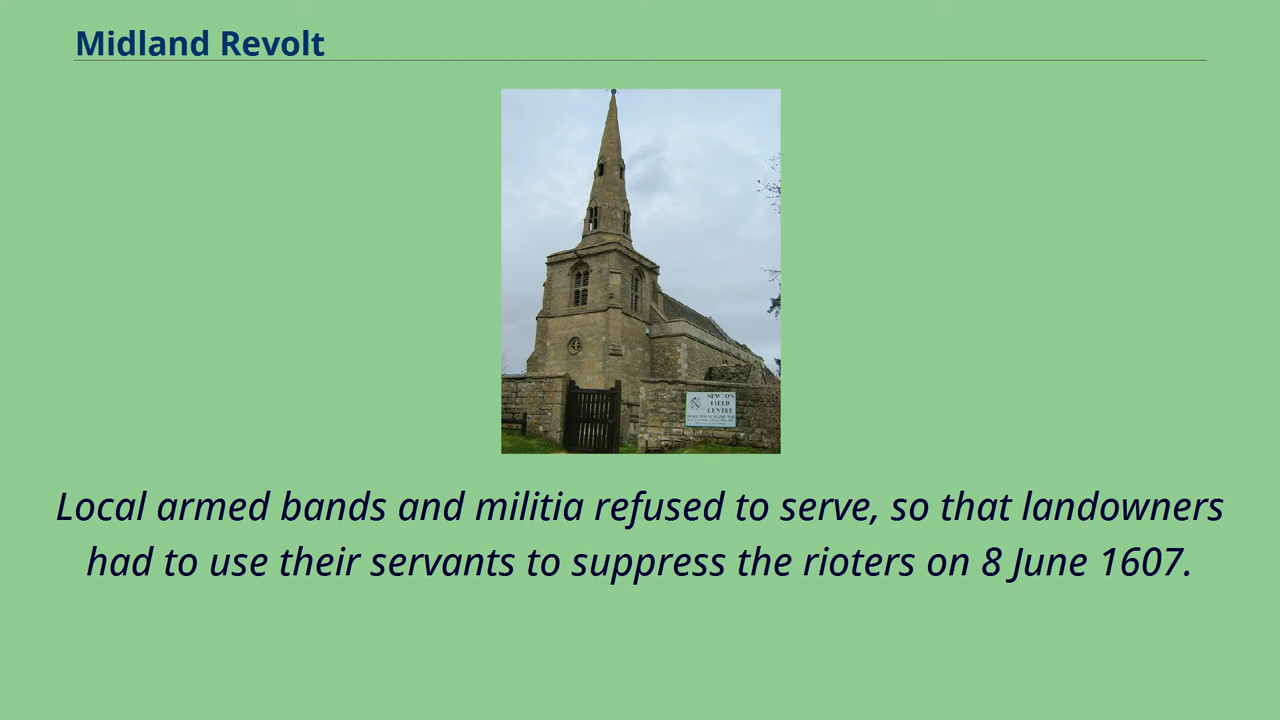 Midland Revolt
NEWTON
FIELD
CENTRE
Local armed bands and militia refused to serve, so that landowners
had to use their servants to suppress the rioters on 8 June 1607.